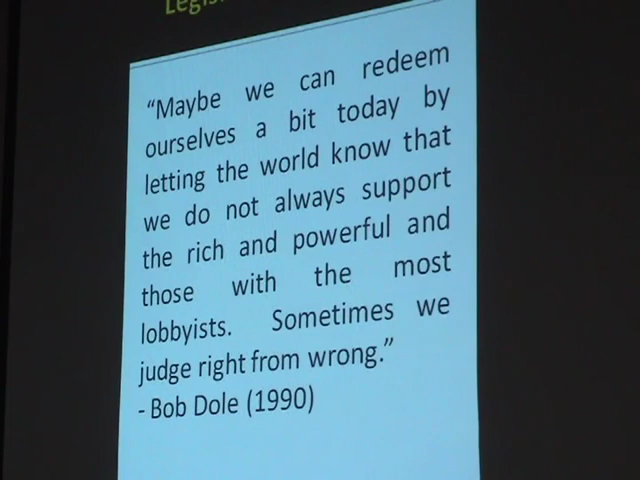 “Maybe we can redeem
ourselves a bit today by
letting the world know that
we do not always support
the rich and powerful and
those with the most
lobbyists. Sometimes we
judge right from wrong.”
- Bob Dole (1990)